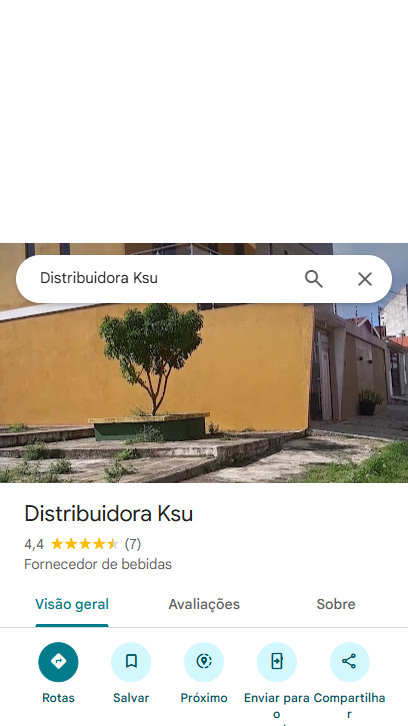 Distribuidora Ksu
Distribuidora Ksu
4,4 (7)
Fornecedor de bebidas
Visão geral Avaliações Sobre
Rotas Salvar Próximo Enviar para Compartilha
o r